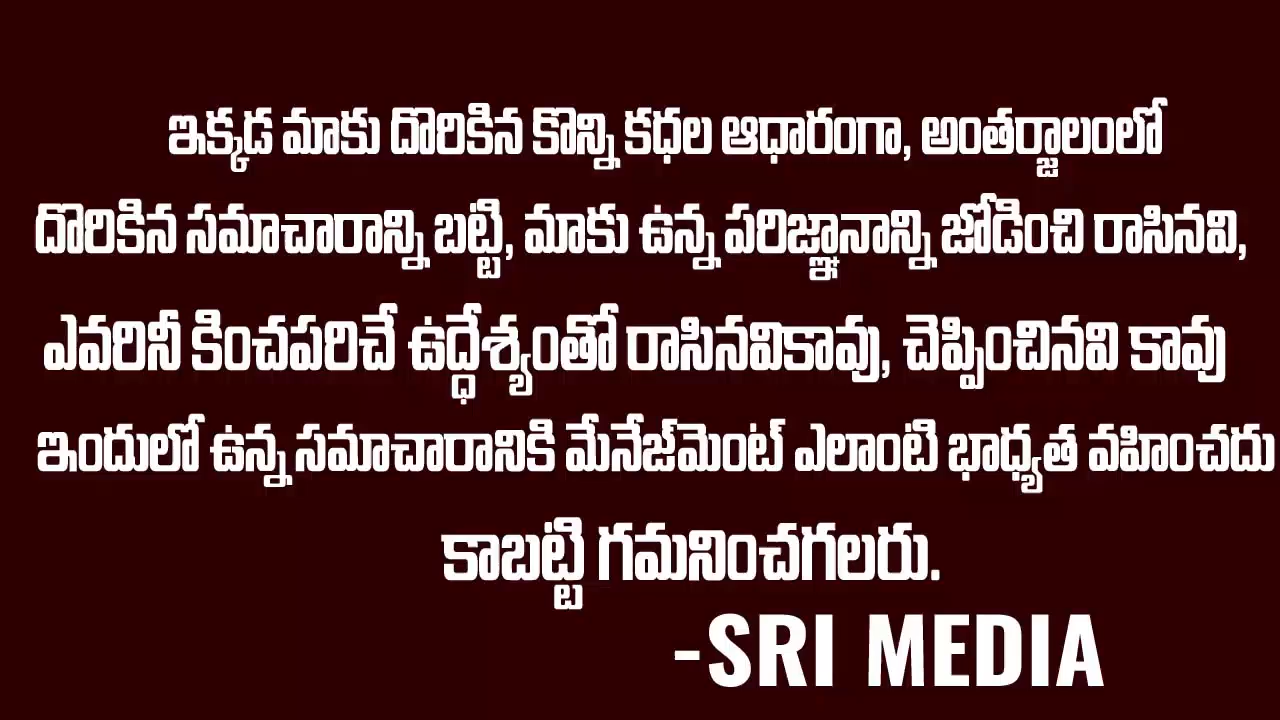 ఇక్కడ మాకు దొరికిన కొన్ని కధల ఆధారంగా, అంతర్జాలంలో
దొరికిన సమాచారాన్ని బట్టి, మాకు ఉన్న పరిజ్ఞానాన్ని జోడించి రాసినవి,
ఎవరినీ కించపరిచే ఉద్ధేశ్యంతో రాసినవికావు, చెప్పించినవి కావు
ఇందులో ఉన్న సమాచారానికి మేనేజ్‌మెంట్ ఎలాంటి భాధ్యత వహించదు
కాబట్టి గమనించగలరు.
-SRI MEDIA